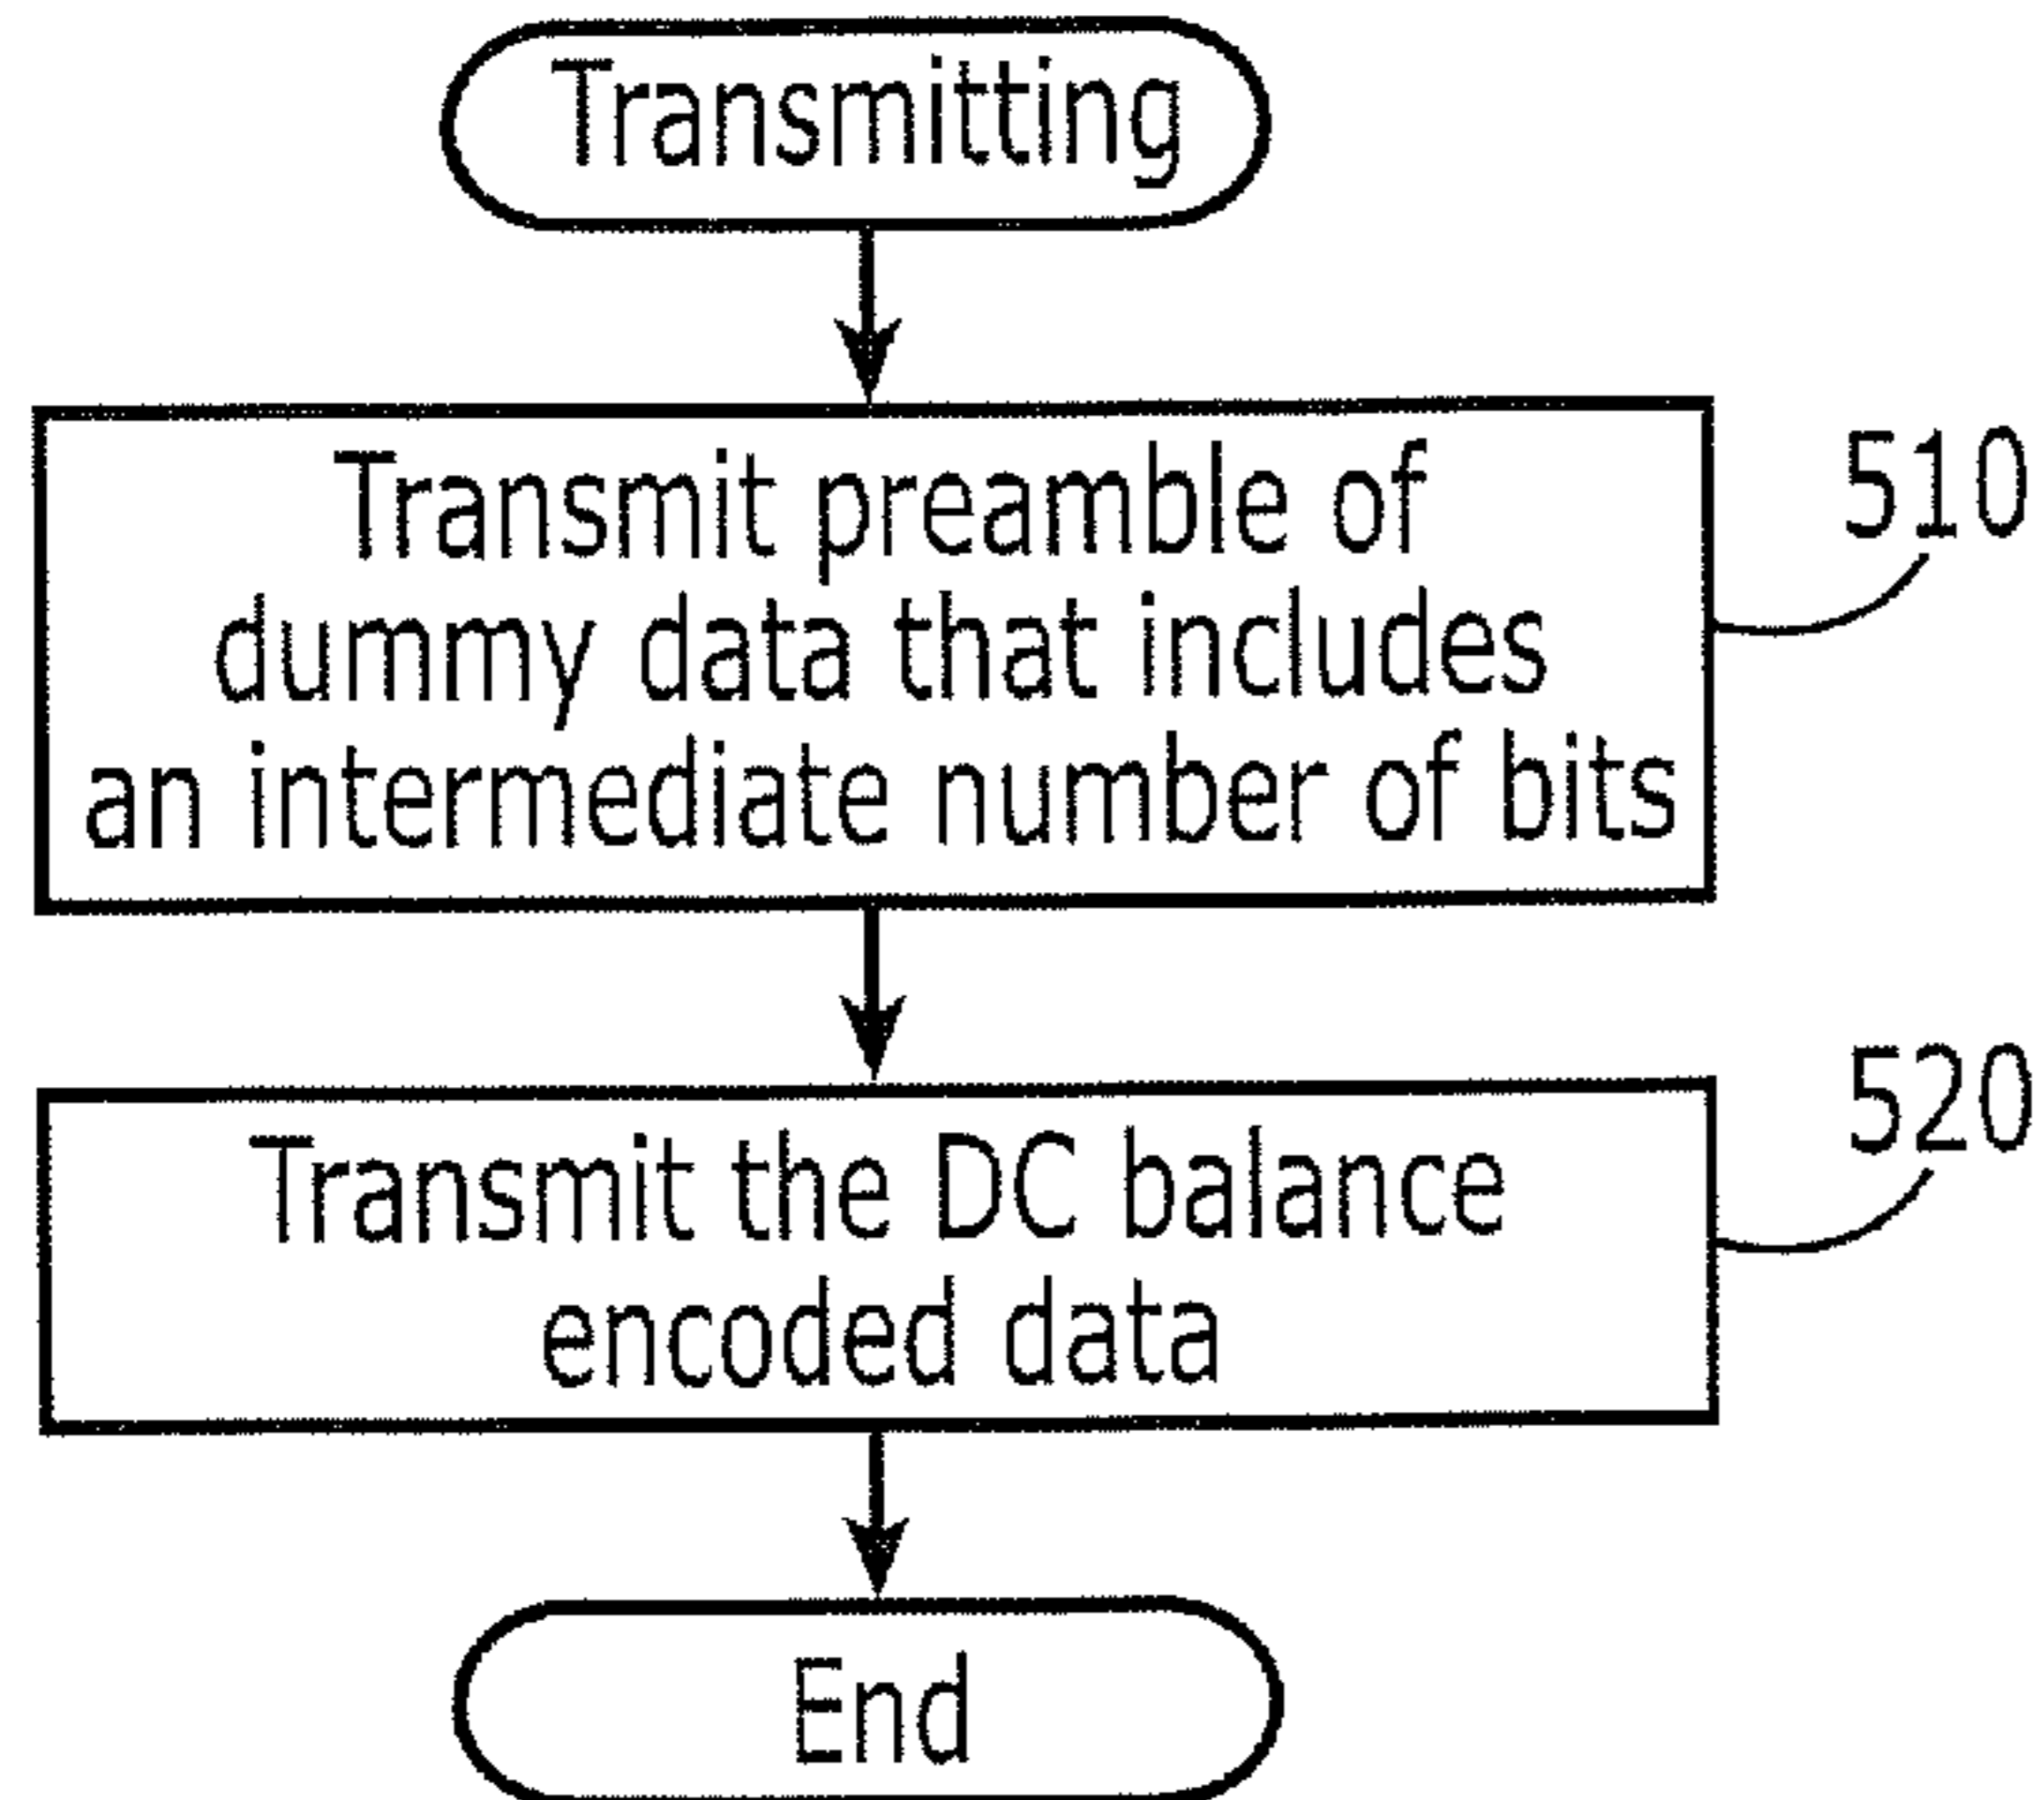 Transmitting
Transmit preamble of
dummy data that includes
an intermediate number of bits
510
Transmit the DC balance
encoded data
520
End